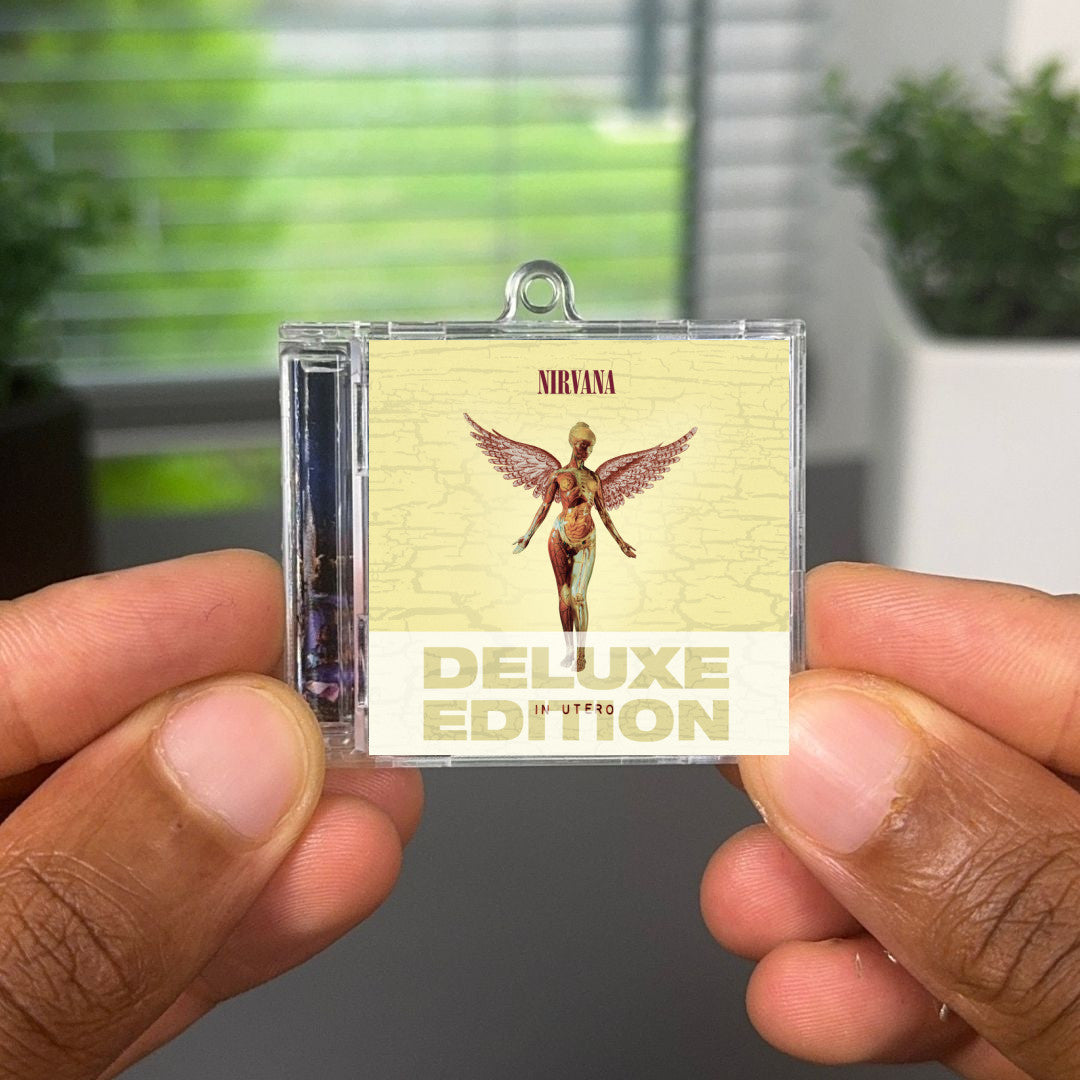 NIRVANA
DELUXE
IN UTERO
EDITION